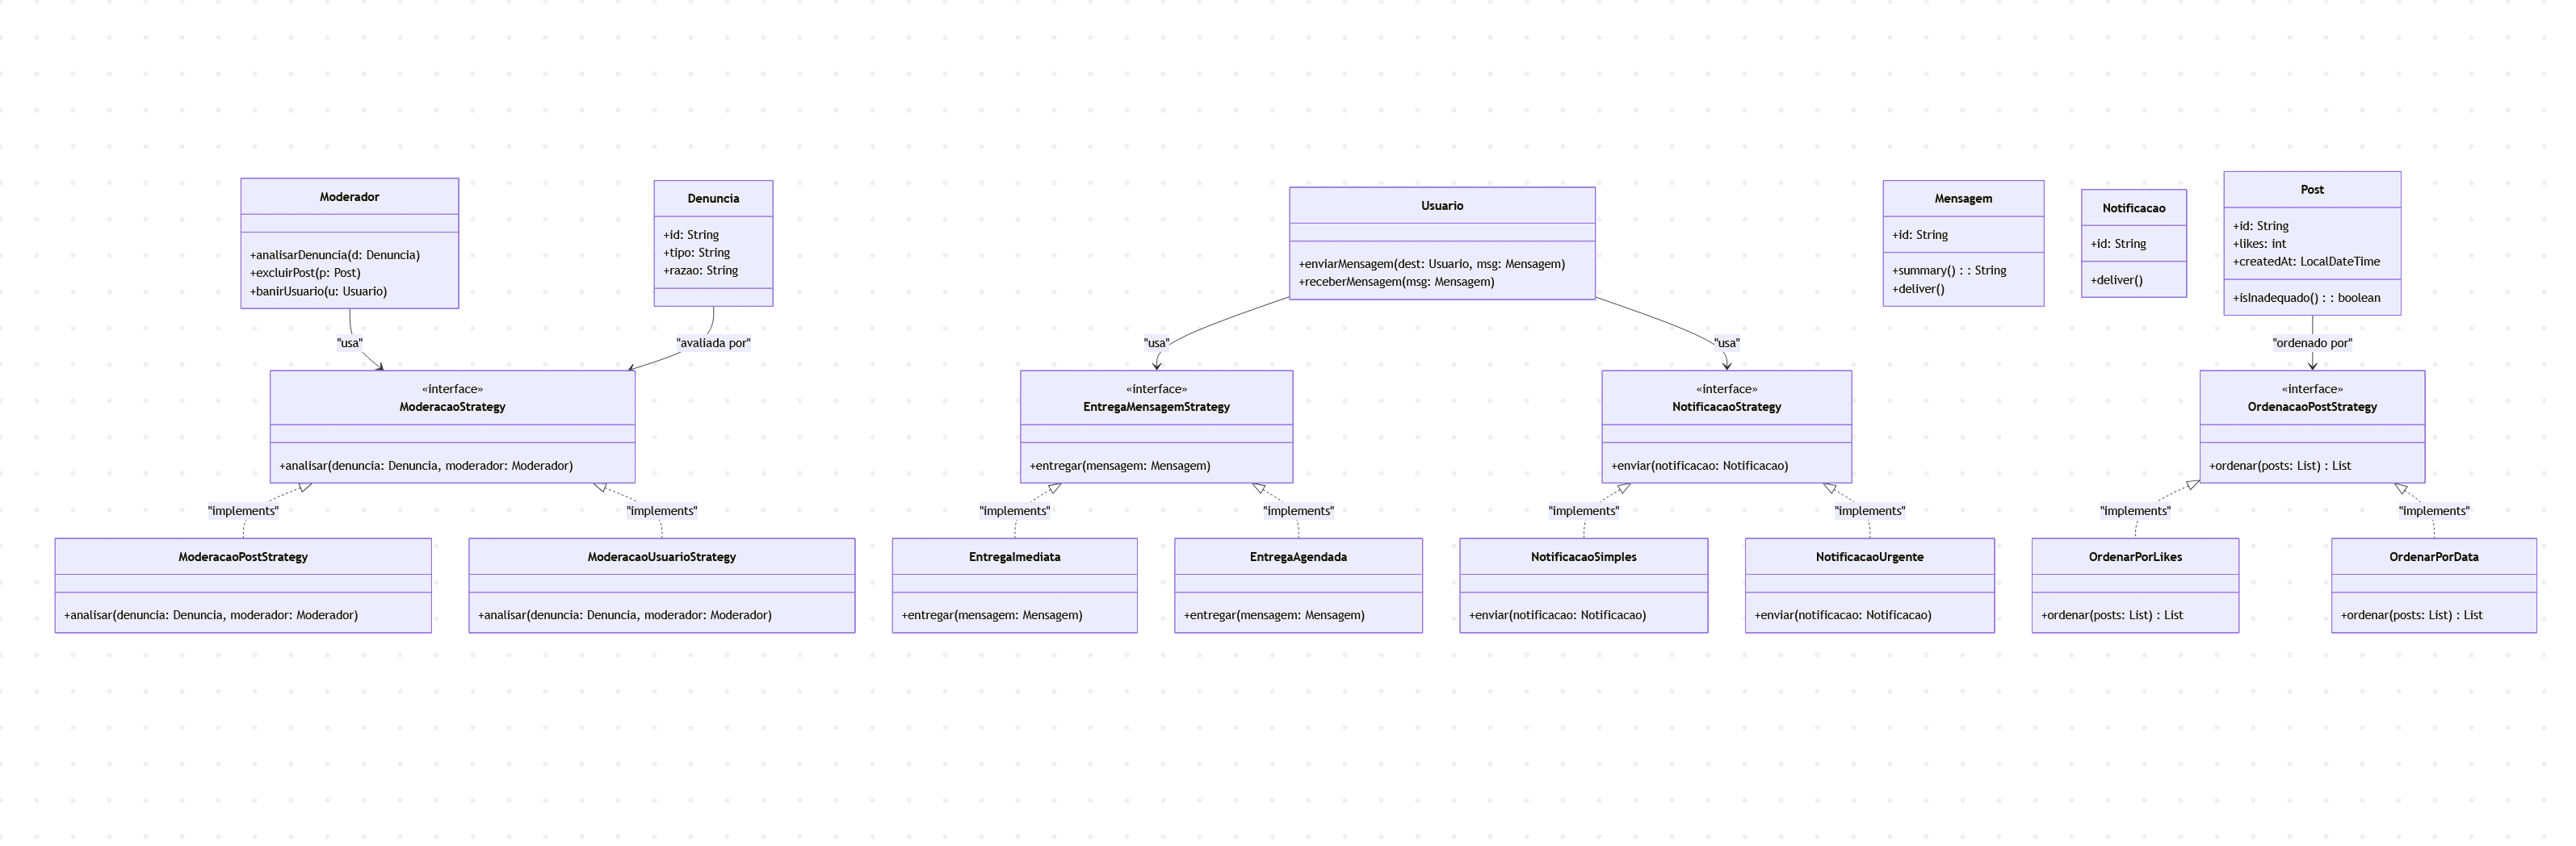 Moderador
+analisarDenuncia(d: Denuncia)
+excluirPost(p: Post)
+banirUsuario(u: Usuario)
Denuncia
+id: String
+tipo: String
+razao: String
Usuario
+enviarMensagem(dest: Usuario, msg: Mensagem)
+receberMensagem(msg: Mensagem)
Mensagem
+id: String
+summary() : : String
+deliver()
Notificacao
+id: String
+deliver()
Post
+id: String
+likes: int
+createdAt: LocalDateTime
+isInadequado() : : boolean
"usa"
"avaliada por"
"usa"
"usa"
"ordenado por"
«interface»
ModeracaoStrategy
+analisar(denuncia: Denuncia, moderador: Moderador)
«interface»
EntregaMensagemStrategy
+entregar(mensagem: Mensagem)
«interface»
NotificacaoStrategy
+enviar(notificacao: Notificacao)
«interface»
OrdenacaoPostStrategy
+ordenar(posts: List) : List
"implements"
"implements"
"implements"
"implements"
"implements"
"implements"
"implements"
"implements"
ModeracaoPostStrategy
+analisar(denuncia: Denuncia, moderador: Moderador)
ModeracaoUsuarioStrategy
+analisar(denuncia: Denuncia, moderador: Moderador)
EntregaImediata
+entregar(mensagem: Mensagem)
EntregaAgendada
+entregar(mensagem: Mensagem)
NotificacaoSimples
+enviar(notificacao: Notificacao)
NotificacaoUrgente
+enviar(notificacao: Notificacao)
OrdenarPorLikes
+ordenar(posts: List) : List
OrdenarPorData
+ordenar(posts: List) : List